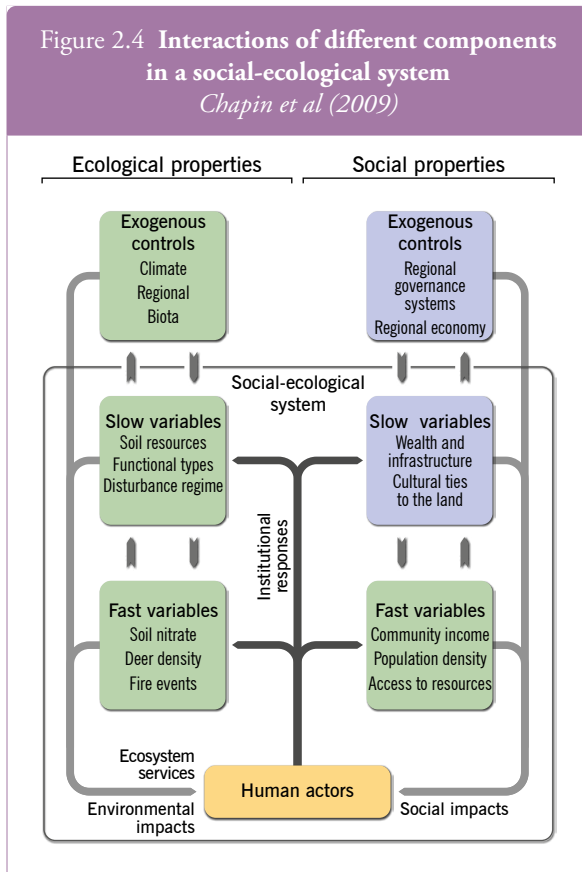 Figure 2.4 Interactions of different components
in a social-ecological system
Chapin et al (2009)
Ecological properties
Social properties
Exogenous
controls
Climate
Regional
Biota
Exogenous
controls
Regional
governance
systems
Regional economy
Social-ecological
system
Slow variables
Soil resources
Functional types
Disturbance regime
Slow variables
Wealth and
infrastructure
Cultural ties
to the land
Institutional
responses
Fast variables
Soil nitrate
Deer density
Fire events
Fast variables
Community income
Population density
Access to resources
Ecosystem
services
Environmental
impacts
Human actors
Social impacts